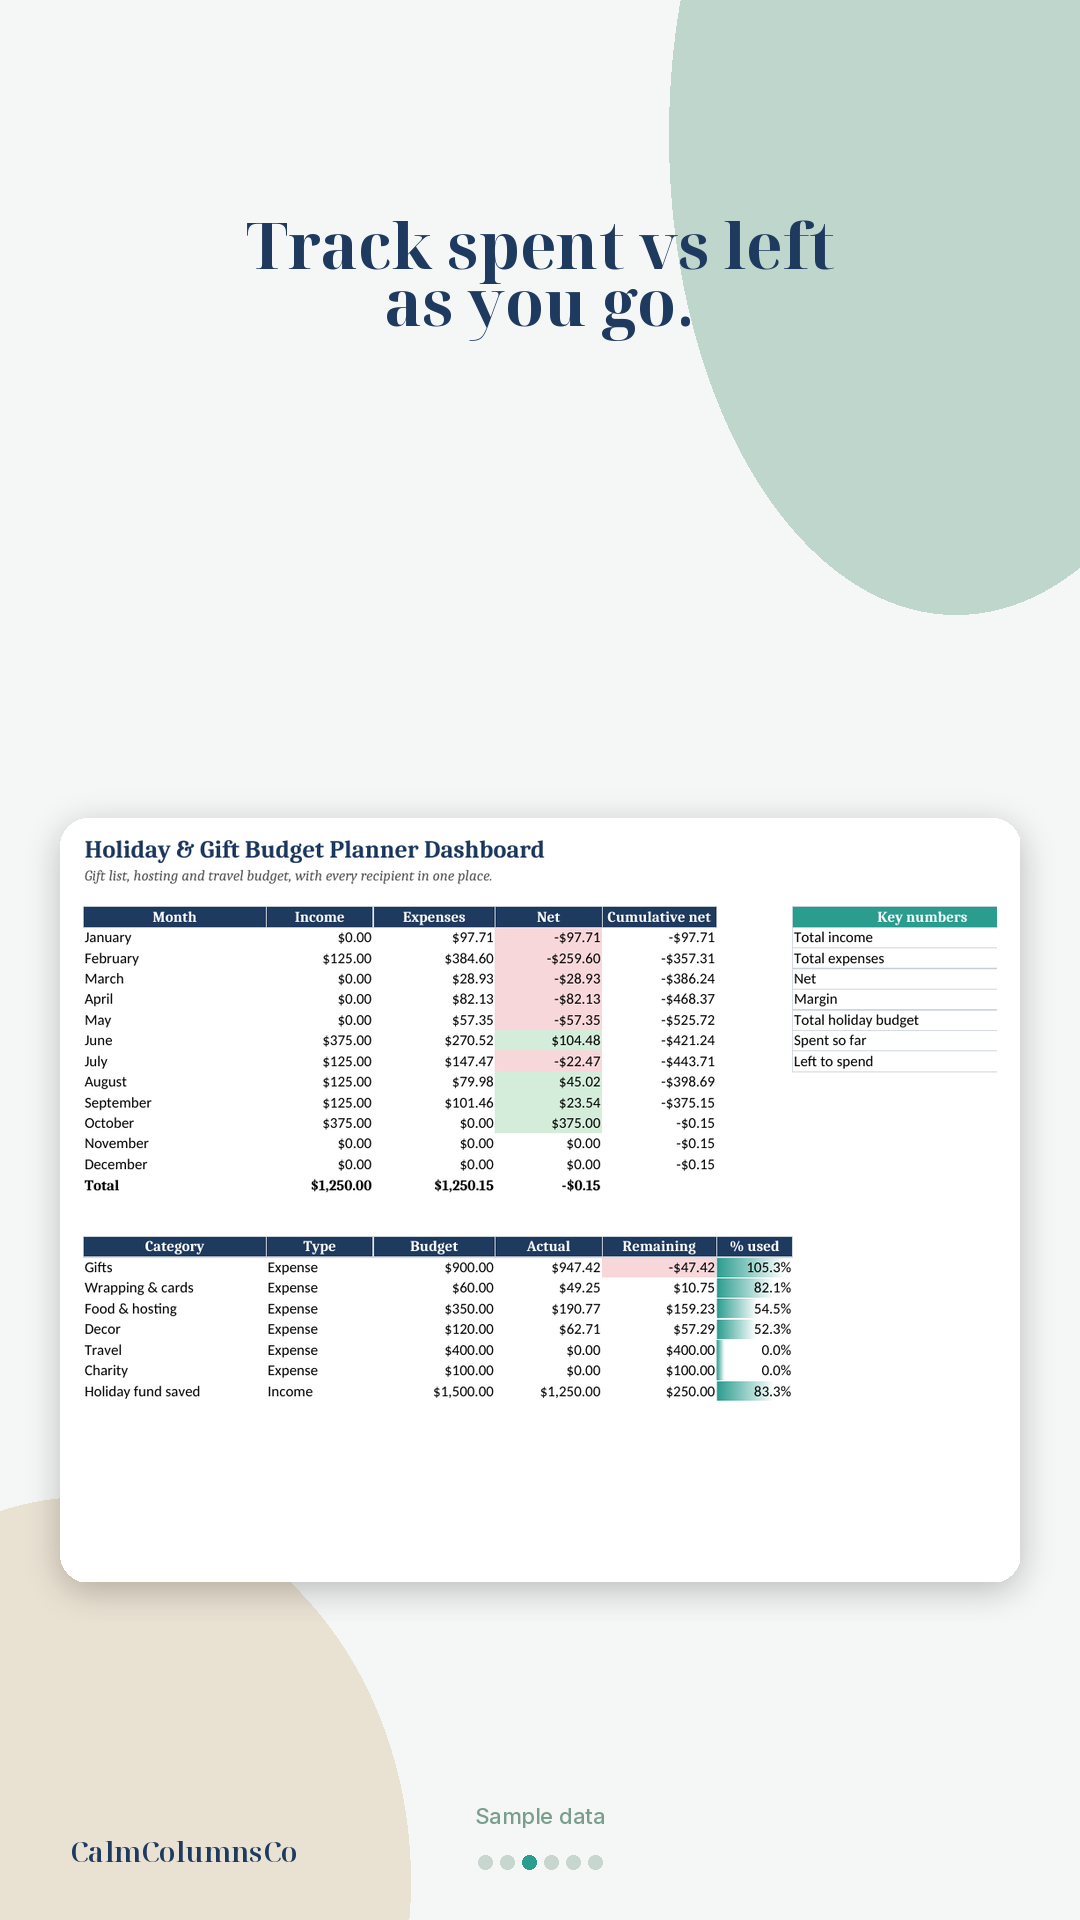 Track spent vs left
as you go.
Holiday & Gift Budget Planner Dashboard
Gift list, hosting and travel budget, with every recipient in one place.
Month Income Expenses Net Cumulative net
January $0.00 $97.71 -$97.71 -$97.71
February $125.00 $384.60 -$259.60 -$357.31
March $0.00 $28.93 -$28.93 -$386.24
April $0.00 $82.13 -$82.13 -$468.37
May $0.00 $57.35 -$57.35 -$525.72
June $375.00 $270.52 $104.48 -$421.24
July $125.00 $147.47 -$22.47 -$443.71
August $125.00 $79.98 $45.02 -$398.69
September $125.00 $101.46 $23.54 -$375.15
October $375.00 $0.00 $375.00 -$0.15
November $0.00 $0.00 $0.00 -$0.15
December $0.00 $0.00 $0.00 -$0.15
Total $1,250.00 $1,250.15 -$0.15
Key numbers
Total income
Total expenses
Net
Margin
Total holiday budget
Spent so far
Left to spend
Category Type Budget Actual Remaining % used
Gifts Expense $900.00 $947.42 -$47.42 105.3%
Wrapping & cards Expense $60.00 $49.25 $10.75 82.1%
Food & hosting Expense $350.00 $190.77 $159.23 54.5%
Decor Expense $120.00 $62.71 $57.29 52.3%
Travel Expense $400.00 $0.00 $400.00 0.0%
Charity Expense $100.00 $0.00 $100.00 0.0%
Holiday fund saved Income $1,500.00 $1,250.00 $250.00 83.3%
Sample data
CalmColumnsCo